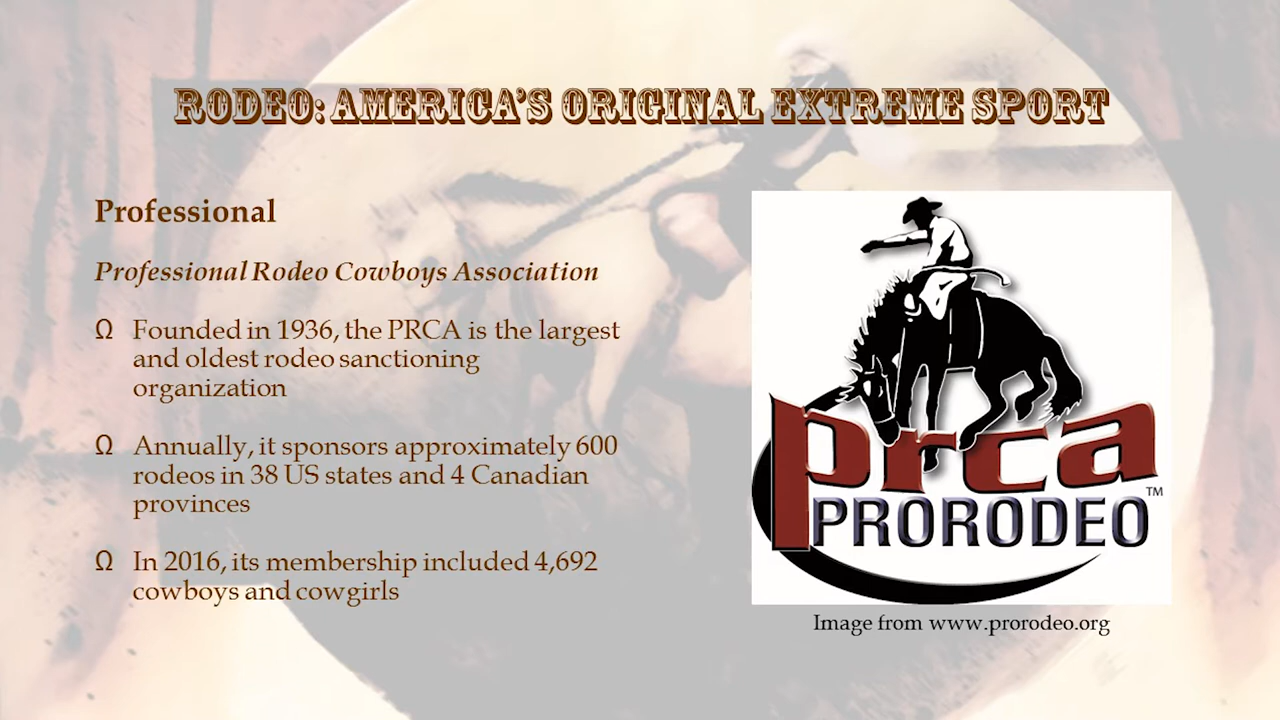 RODEO: AMERICA'S ORIGINAL EXTREME SPORT
Professional
Professional Rodeo Cowboys Association
Ω Founded in 1936, the PRCA is the largest
and oldest rodeo sanctioning
organization
Ω Annually, it sponsors approximately 600
rodeos in 38 US states and 4 Canadian
provinces
Ω In 2016, its membership included 4,692
cowboys and cowgirls
prca
PRORODEO™
Image from www.prorodeo.org